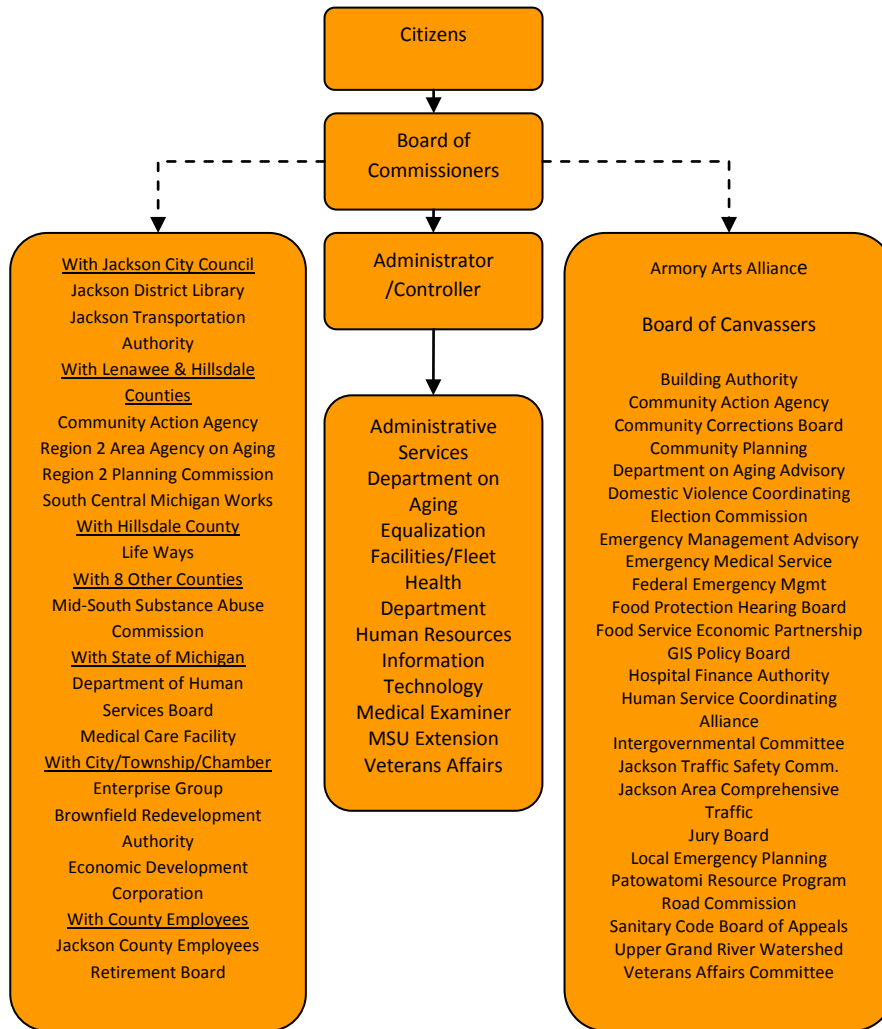 Citizens
Board of
Commissioners
Administrator
/Controller
With Jackson City Council
Jackson District Library
Jackson Transportation
Authority
With Lenawee & Hillsdale
Counties
Community Action Agency
Region 2 Area Agency on Aging
Region 2 Planning Commission
South Central Michigan Works
With Hillsdale County
Life Ways
With 8 Other Counties
Mid-South Substance Abuse
Commission
With State of Michigan
Department of Human
Services Board
Medical Care Facility
With City/Township/Chamber
Enterprise Group
Brownfield Redevelopment
Authority
Economic Development
Corporation
With County Employees
Jackson County Employees
Retirement Board
Administrative
Services
Department on
Aging
Equalization
Facilities/Fleet
Health
Department
Human Resources
Information
Technology
Medical Examiner
MSU Extension
Veterans Affairs
Armory Arts Alliance
Board of Canvassers
Building Authority
Community Action Agency
Community Corrections Board
Community Planning
Department on Aging Advisory
Domestic Violence Coordinating
Election Commission
Emergency Management Advisory
Emergency Medical Service
Federal Emergency Mgmt
Food Protection Hearing Board
Food Service Economic Partnership
GIS Policy Board
Hospital Finance Authority
Human Service Coordinating
Alliance
Intergovernmental Committee
Jackson Traffic Safety Comm.
Jackson Area Comprehensive
Traffic
Jury Board
Local Emergency Planning
Patowatomi Resource Program
Road Commission
Sanitary Code Board of Appeals
Upper Grand River Watershed
Veterans Affairs Committee